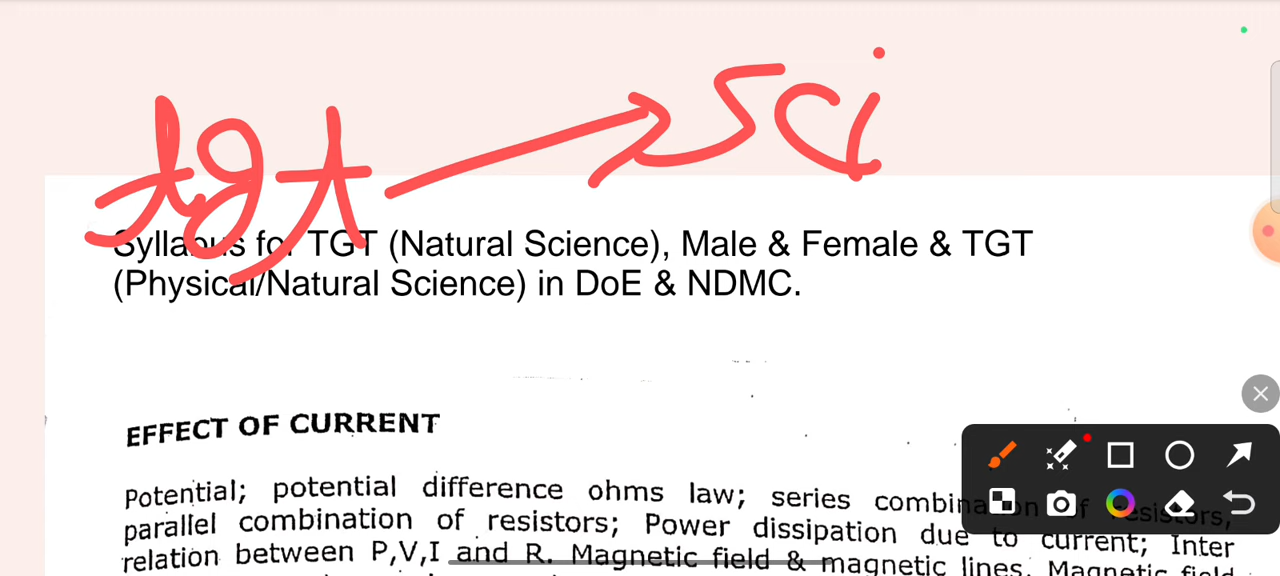 tgt → Sci
Syllabus for TGT (Natural Science), Male & Female & TGT
(Physical/Natural Science) in DoE & NDMC.
EFFECT OF CURRENT
Potential; potential difference ohms law; series combination of resistors,
parallel combination of resistors; Power dissipation due to current; Inter
relation between P,V,I and R. Magnetic field & magnetic lines, Magnetic field